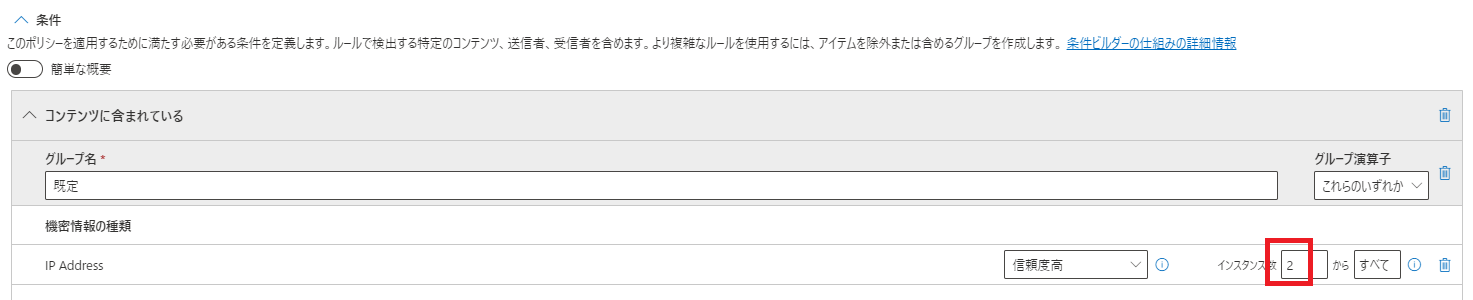 条件
このポリシーを適用するために満たす必要がある条件を定義します。ルールで検出する特定のコンテンツ、送信者、受信者を含めます。より複雑なルールを使用するには、アイテムを除外または含めるグループを作成します。 条件ビルダーの仕組みの詳細情報
簡単な概要
コンテンツに含まれている
グループ名 * グループ演算子
既定 これらのいずれか
機密情報の種類
IP Address 信頼度高 インスタンス数 2 から すべて